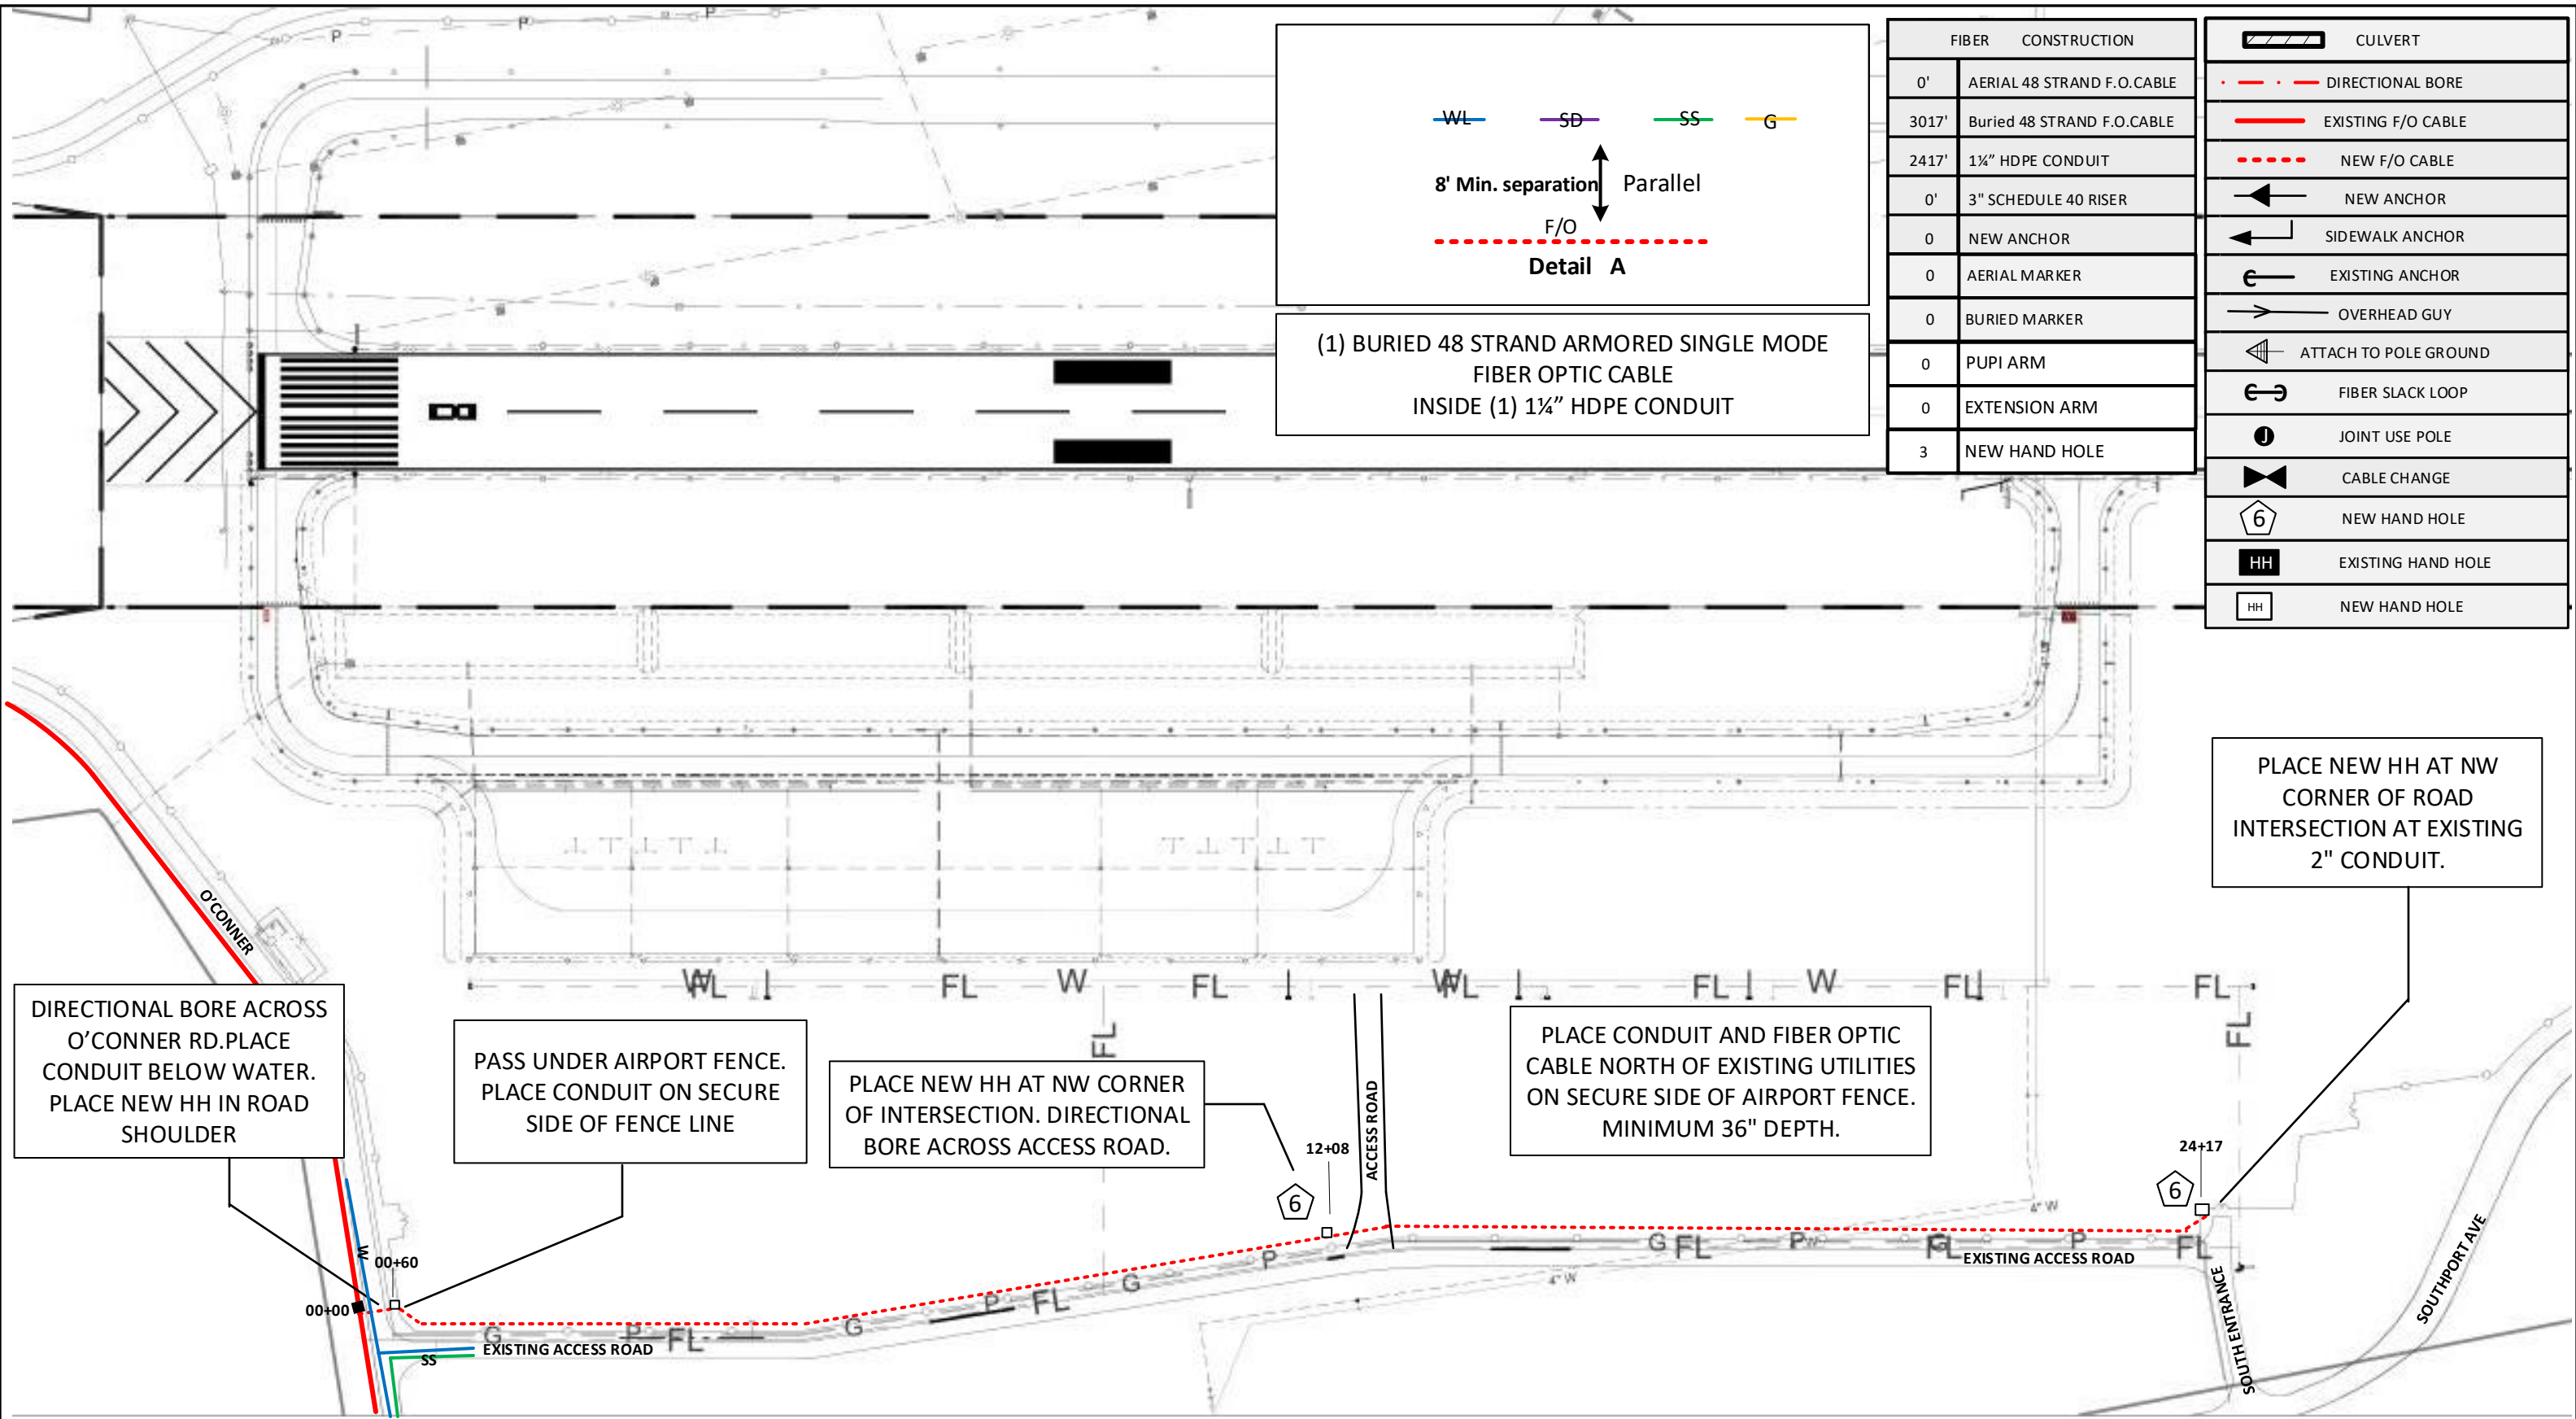 P
P
P
WL
SD
SS
G
8' Min. separation
Parallel
F/O
Detail A
(1) BURIED 48 STRAND ARMORED SINGLE MODE
FIBER OPTIC CABLE
INSIDE (1) 1¼" HDPE CONDUIT
FIBER CONSTRUCTION
0' AERIAL 48 STRAND F.O.CABLE
3017' Buried 48 STRAND F.O.CABLE
2417' 1¼" HDPE CONDUIT
0' 3" SCHEDULE 40 RISER
0 NEW ANCHOR
0 AERIAL MARKER
0 BURIED MARKER
0 PUPI ARM
0 EXTENSION ARM
3 NEW HAND HOLE
CULVERT
DIRECTIONAL BORE
EXISTING F/O CABLE
NEW F/O CABLE
NEW ANCHOR
SIDEWALK ANCHOR
EXISTING ANCHOR
OVERHEAD GUY
ATTACH TO POLE GROUND
FIBER SLACK LOOP
J JOINT USE POLE
CABLE CHANGE
6 NEW HAND HOLE
HH EXISTING HAND HOLE
HH NEW HAND HOLE
PLACE NEW HH AT NW
CORNER OF ROAD
INTERSECTION AT EXISTING
2" CONDUIT.
O'CONNER
W
FL
FL
W
FL
W
FL
FL
W
FL
FL
FL
FL
DIRECTIONAL BORE ACROSS
O'CONNER RD.PLACE
CONDUIT BELOW WATER.
PLACE NEW HH IN ROAD
SHOULDER
PASS UNDER AIRPORT FENCE.
PLACE CONDUIT ON SECURE
SIDE OF FENCE LINE
PLACE NEW HH AT NW CORNER
OF INTERSECTION. DIRECTIONAL
BORE ACROSS ACCESS ROAD.
PLACE CONDUIT AND FIBER OPTIC
CABLE NORTH OF EXISTING UTILITIES
ON SECURE SIDE OF AIRPORT FENCE.
MINIMUM 36" DEPTH.
ACCESS ROAD
12+08
6
24+17
6
4" W
W
00+60
00+00
G
P
FL
EXISTING ACCESS ROAD
SS
G
P
FL
G
P
4" W
G
FL
P
W
G
FL
P
FL
EXISTING ACCESS ROAD
SOUTH ENTRANCE
SOUTHPORT AVE